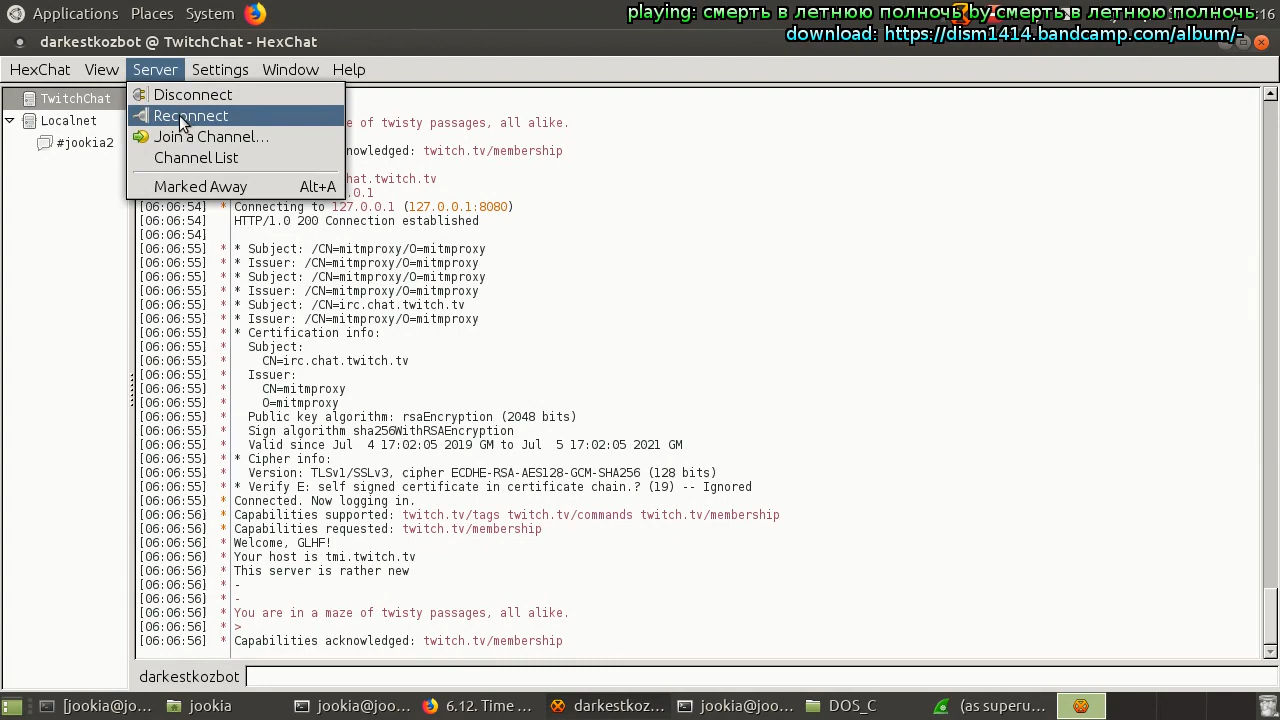 Applications Places System
playing: смерть в летнюю полночь by смерть в летнюю полночь
:16
download: https://dism1414.bandcamp.com/album/-
darkestkozbot @ TwitchChat - HexChat
HexChat View Server Settings Window Help
TwitchChat
Localnet
#jookia2
Disconnect
Reconnect
Join a Channel…
Channel List
Marked Away Alt+A
e of twisty passages, all alike.
nowledged: twitch.tv/membership
chat.twitch.tv
.0.1
[06:06:54] * Connecting to 127.0.0.1 (127.0.0.1:8080)
[06:06:54] HTTP/1.0 200 Connection established
[06:06:54]
[06:06:55] * * Subject: /CN=mitmproxy/O=mitmproxy
[06:06:55] * * Issuer: /CN=mitmproxy/O=mitmproxy
[06:06:55] * * Subject: /CN=mitmproxy/O=mitmproxy
[06:06:55] * * Issuer: /CN=mitmproxy/O=mitmproxy
[06:06:55] * * Subject: /CN=irc.chat.twitch.tv
[06:06:55] * * Issuer: /CN=mitmproxy/O=mitmproxy
[06:06:55] * * Certification info:
[06:06:55] * Subject:
[06:06:55] * CN=irc.chat.twitch.tv
[06:06:55] * Issuer:
[06:06:55] * CN=mitmproxy
[06:06:55] * O=mitmproxy
[06:06:55] * Public key algorithm: rsaEncryption (2048 bits)
[06:06:55] * Sign algorithm sha256WithRSAEncryption
[06:06:55] * Valid since Jul 4 17:02:05 2019 GM to Jul 5 17:02:05 2021 GM
[06:06:55] * * Cipher info:
[06:06:55] * Version: TLSv1/SSLv3, cipher ECDHE-RSA-AES128-GCM-SHA256 (128 bits)
[06:06:55] * * Verify E: self signed certificate in certificate chain.? (19) -- Ignored
[06:06:55] * Connected. Now logging in.
[06:06:55] * Capabilities supported: twitch.tv/tags twitch.tv/commands twitch.tv/membership
[06:06:55] * Capabilities requested: twitch.tv/membership
[06:06:56] * Welcome, GLHF!
[06:06:56] * Your host is tmi.twitch.tv
[06:06:56] * This server is rather new
[06:06:56] * -
[06:06:56] * -
[06:06:56] * You are in a maze of twisty passages, all alike.
[06:06:56] * >
[06:06:56] * Capabilities acknowledged: twitch.tv/membership
darkestkozbot
[jookia@jo... jookia jookia@jo... 6.12. Time ... darkestkoz... jookia@jo... DOS_C (as superu...